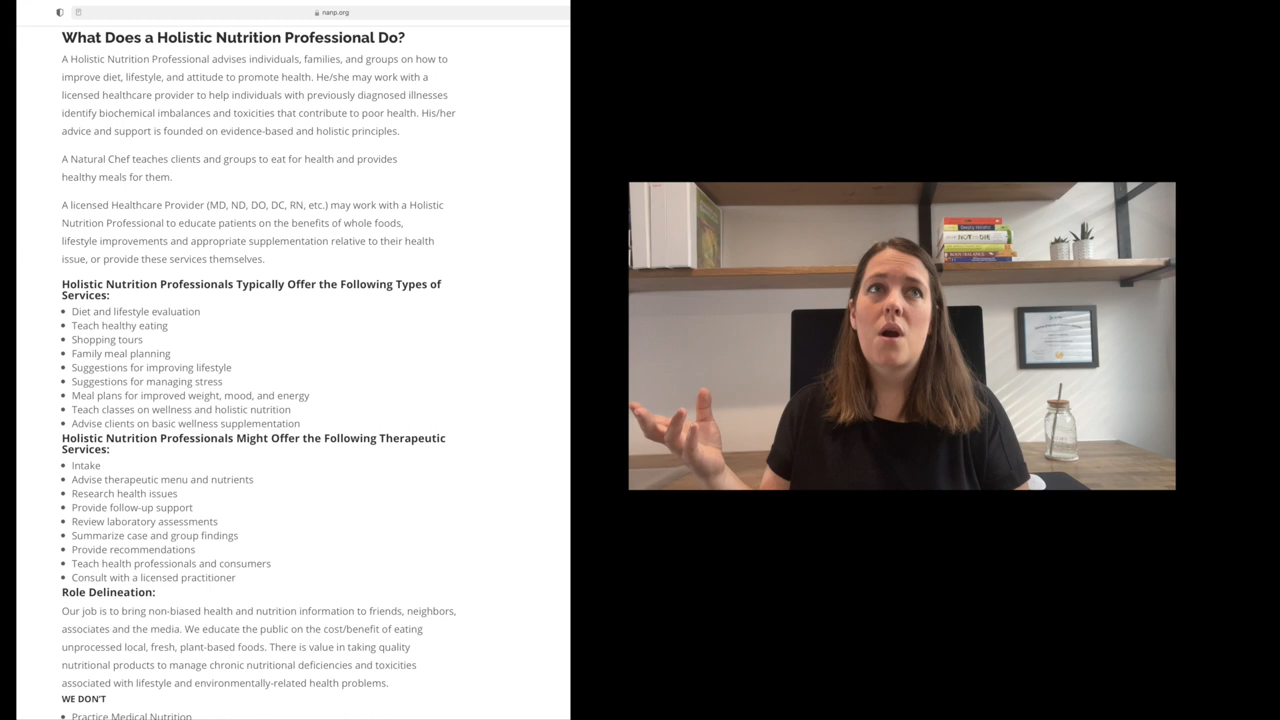 nanp.org
What Does a Holistic Nutrition Professional Do?
A Holistic Nutrition Professional advises individuals, families, and groups on how to
improve diet, lifestyle, and attitude to promote health. He/she may work with a
licensed healthcare provider to help individuals with previously diagnosed illnesses
identify biochemical imbalances and toxicities that contribute to poor health. His/her
advice and support is founded on evidence-based and holistic principles.
A Natural Chef teaches clients and groups to eat for health and provides
healthy meals for them.
A licensed Healthcare Provider (MD, ND, DO, DC, RN, etc.) may work with a Holistic
Nutrition Professional to educate patients on the benefits of whole foods,
lifestyle improvements and appropriate supplementation relative to their health
issue, or provide these services themselves.
Holistic Nutrition Professionals Typically Offer the Following Types of
Services:
Diet and lifestyle evaluation
Teach healthy eating
Shopping tours
Family meal planning
Suggestions for improving lifestyle
Suggestions for managing stress
Meal plans for improved weight, mood, and energy
Teach classes on wellness and holistic nutrition
Advise clients on basic wellness supplementation
Holistic Nutrition Professionals Might Offer the Following Therapeutic
Services:
Intake
Advise therapeutic menu and nutrients
Research health issues
Provide follow-up support
Review laboratory assessments
Summarize case and group findings
Provide recommendations
Teach health professionals and consumers
Consult with a licensed practitioner
Role Delineation:
Our job is to bring non-biased health and nutrition information to friends, neighbors,
associates and the media. We educate the public on the cost/benefit of eating
unprocessed local, fresh, plant-based foods. There is value in taking quality
nutritional products to manage chronic nutritional deficiencies and toxicities
associated with lifestyle and environmentally-related health problems.
WE DON'T
Practice Medical Nutrition
NOT DIE